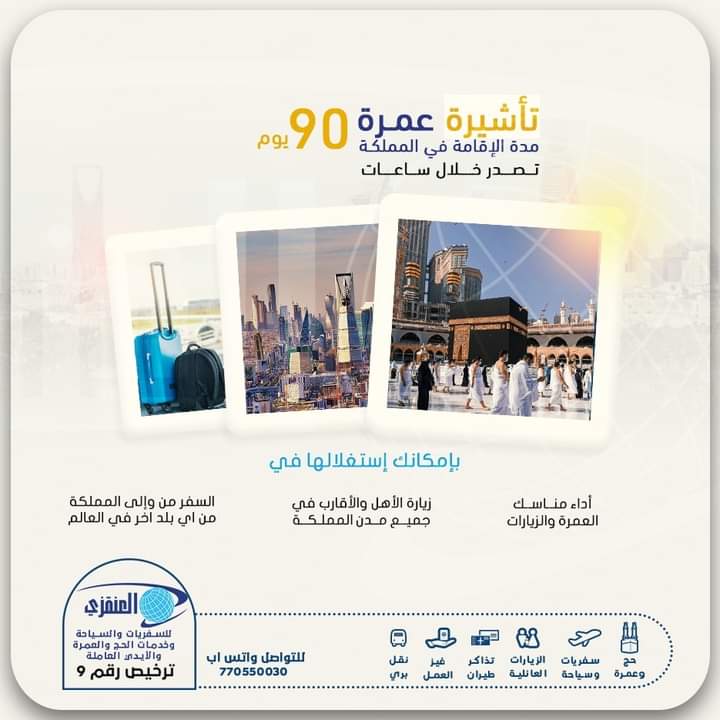 تأشيرة عمرة 90 يوم
مدة الإقامة في المملكة
تصدر خلال ساعات
بإمكانك إستغلالها في
أداء مناسك
العمرة والزيارات
زيارة الأهل والأقارب في
جميع مدن المملكة
السفر من وإلى المملكة
من اي بلد اخر في العالم
حج
وعمرة
سفريات
وسياحة
الزيارات
العائلية
تذاكر
طيران
فيز
العمل
نقل
بري
للتواصل واتس اب
770550030
العنقزي
للسفريات والسياحة
وخدمات الحج والعمرة
والأيدي العاملة
ترخيص رقم 9